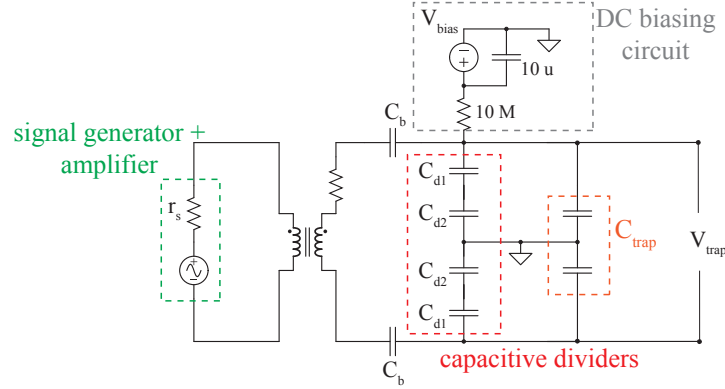 V_bias
DC biasing
circuit
10 u
10 M
C_b
signal generator +
amplifier
r_s
C_d1
C_d2
C_trap
V_trap
C_d2
C_d1
C_b
capacitive dividers